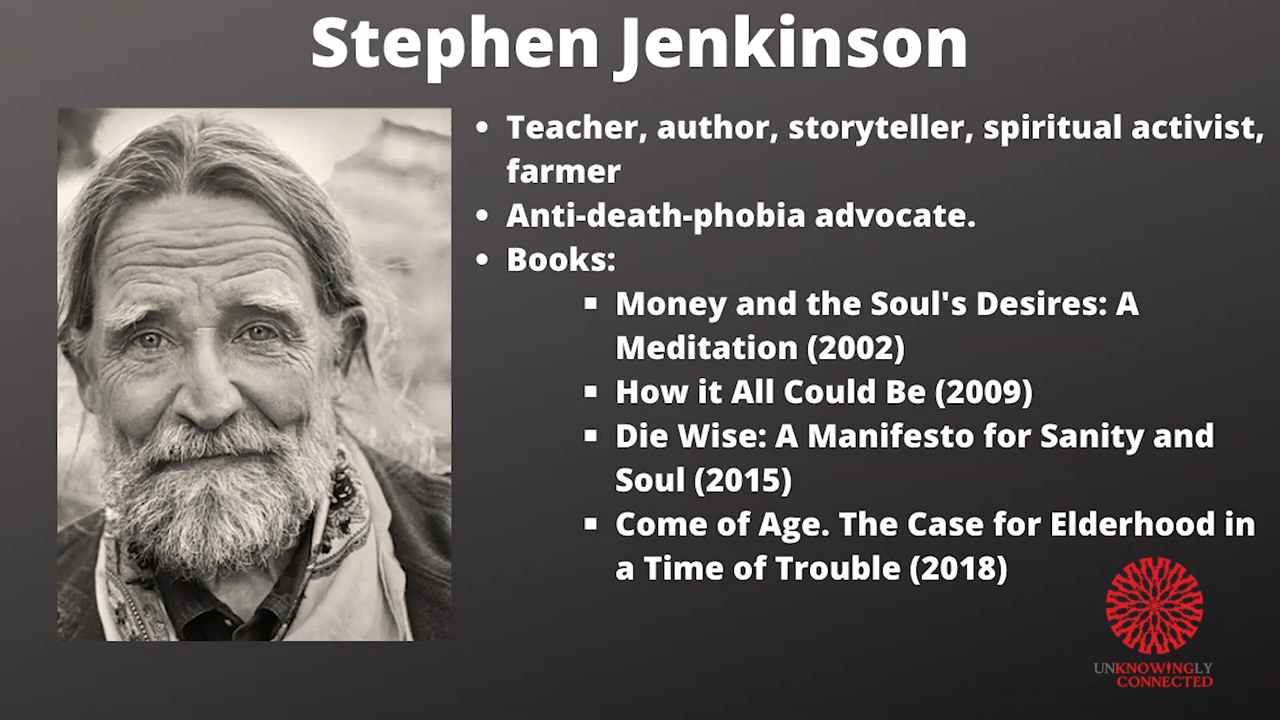 Stephen Jenkinson
• Teacher, author, storyteller, spiritual activist,
farmer
• Anti-death-phobia advocate.
• Books:
▪ Money and the Soul's Desires: A
Meditation (2002)
▪ How it All Could Be (2009)
▪ Die Wise: A Manifesto for Sanity and
Soul (2015)
▪ Come of Age. The Case for Elderhood in
a Time of Trouble (2018)
UNKNOWINGLY
CONNECTED